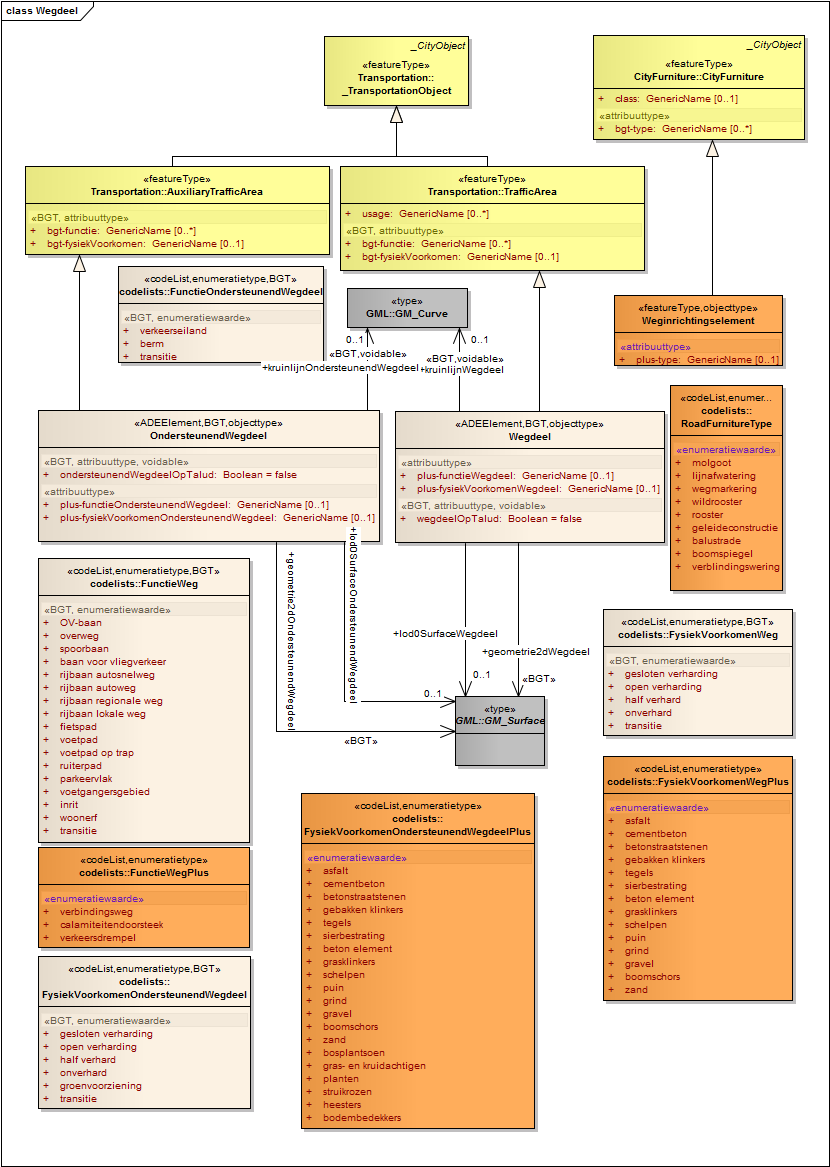 class Wegdeel
_CityObject
«featureType»
Transportation::
_TransportationObject
_CityObject
«featureType»
CityFurniture::CityFurniture
+ class: GenericName [0..1]
«attribuuttype»
+ bgt-type: GenericName [0..*]
«featureType»
Transportation::AuxiliaryTrafficArea
«BGT, attribuuttype»
+ bgt-functie: GenericName [0..*]
+ bgt-fysiekVoorkomen: GenericName [0..1]
«featureType»
Transportation::TrafficArea
+ usage: GenericName [0..*]
«BGT, attribuuttype»
+ bgt-functie: GenericName [0..*]
+ bgt-fysiekVoorkomen: GenericName [0..1]
«codeList,enumeratietype,BGT»
codelists::FunctieOndersteunendWegdeel
«BGT, enumeratiewaarde»
+ verkeerseiland
+ berm
+ transitie
«type»
GML::GM_Curve
0..1
«BGT,voidable»
+kruinlijnOndersteunendWegdeel
0..1
«BGT,voidable»
+kruinlijnWegdeel
«featureType,objecttype»
Weginrichtingselement
«attribuuttype»
+ plus-type: GenericName [0..1]
«codeList,enumer...
codelists::
RoadFurnitureType
«enumeratiewaarde»
+ molgoot
+ lijnafwatering
+ wegmarkering
+ wildrooster
+ rooster
+ geleideconstructie
+ balustrade
+ boomspiegel
+ verblindingswering
«ADEElement,BGT,objecttype»
OndersteunendWegdeel
«BGT, attribuuttype, voidable»
+ ondersteunendWegdeelOpTalud: Boolean = false
«attribuuttype»
+ plus-functieOndersteunendWegdeel: GenericName [0..1]
+ plus-fysiekVoorkomenOndersteunendWegdeel: GenericName [0..1]
«ADEElement,BGT,objecttype»
Wegdeel
«attribuuttype»
+ plus-functieWegdeel: GenericName [0..1]
+ plus-fysiekVoorkomenWegdeel: GenericName [0..1]
«BGT, attribuuttype, voidable»
+ wegdeelOpTalud: Boolean = false
+geometrie2dOndersteunendWegdeel
«BGT»
+lod0SurfaceOndersteunendWegdeel
0..1
+lod0SurfaceWegdeel
0..1
+geometrie2dWegdeel
«BGT»
«type»
GML::GM_Surface
«codeList,enumeratietype,BGT»
codelists::FunctieWeg
«BGT, enumeratiewaarde»
+ OV-baan
+ overweg
+ spoorbaan
+ baan voor vliegverkeer
+ rijbaan autosnelweg
+ rijbaan autoweg
+ rijbaan regionale weg
+ rijbaan lokale weg
+ fietspad
+ voetpad
+ voetpad op trap
+ ruiterpad
+ parkeervlak
+ voetgangersgebied
+ inrit
+ woonerf
+ transitie
«codeList,enumeratietype,BGT»
codelists::FysiekVoorkomenWeg
«BGT, enumeratiewaarde»
+ gesloten verharding
+ open verharding
+ half verhard
+ onverhard
+ transitie
«codeList,enumeratietype»
codelists::FysiekVoorkomenWegPlus
«enumeratiewaarde»
+ asfalt
+ cementbeton
+ betonstraatstenen
+ gebakken klinkers
+ tegels
+ sierbestrating
+ beton element
+ grasklinkers
+ schelpen
+ puin
+ grind
+ gravel
+ boomschors
+ zand
«codeList,enumeratietype»
codelists::FunctieWegPlus
«enumeratiewaarde»
+ verbindingsweg
+ calamiteitendoorsteek
+ verkeersdrempel
«codeList,enumeratietype,BGT»
codelists::
FysiekVoorkomenOndersteunendWegdeel
«BGT, enumeratiewaarde»
+ gesloten verharding
+ open verharding
+ half verhard
+ onverhard
+ groenvoorziening
+ transitie
«codeList,enumeratietype»
codelists::
FysiekVoorkomenOndersteunendWegdeelPlus
«enumeratiewaarde»
+ asfalt
+ cementbeton
+ betonstraatstenen
+ gebakken klinkers
+ tegels
+ sierbestrating
+ beton element
+ grasklinkers
+ schelpen
+ puin
+ grind
+ gravel
+ boomschors
+ zand
+ bosplantsoen
+ gras- en kruidachtigen
+ planten
+ struikrozen
+ heesters
+ bodembedekkers